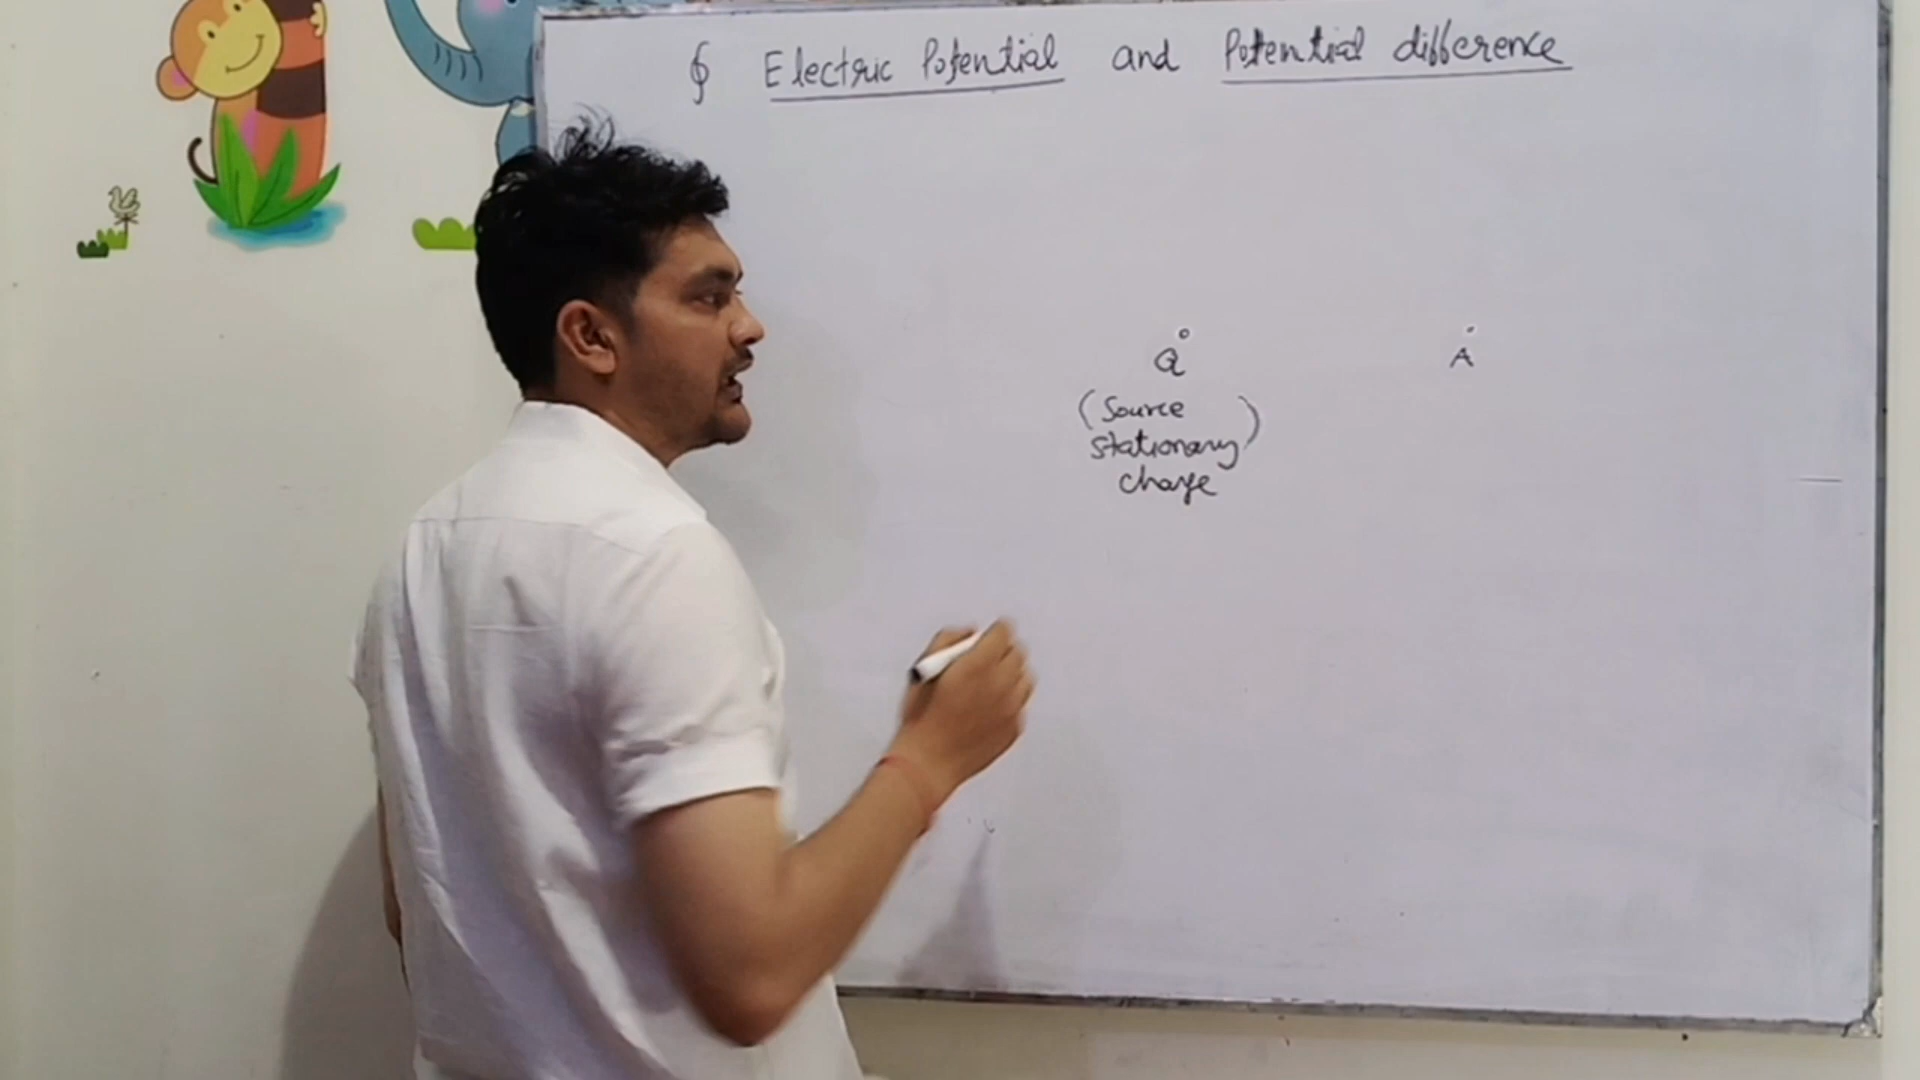 § Electric Potential and Potential difference
Q A
(Source
stationary)
charge